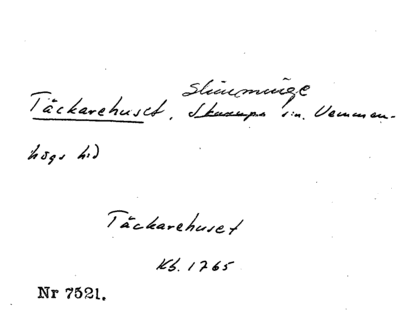 Slimminge
Täckarehuset, Skurups sn. Vemmen-
högs hd
Täckarehuset
Kb. 1765
Nr 7521.